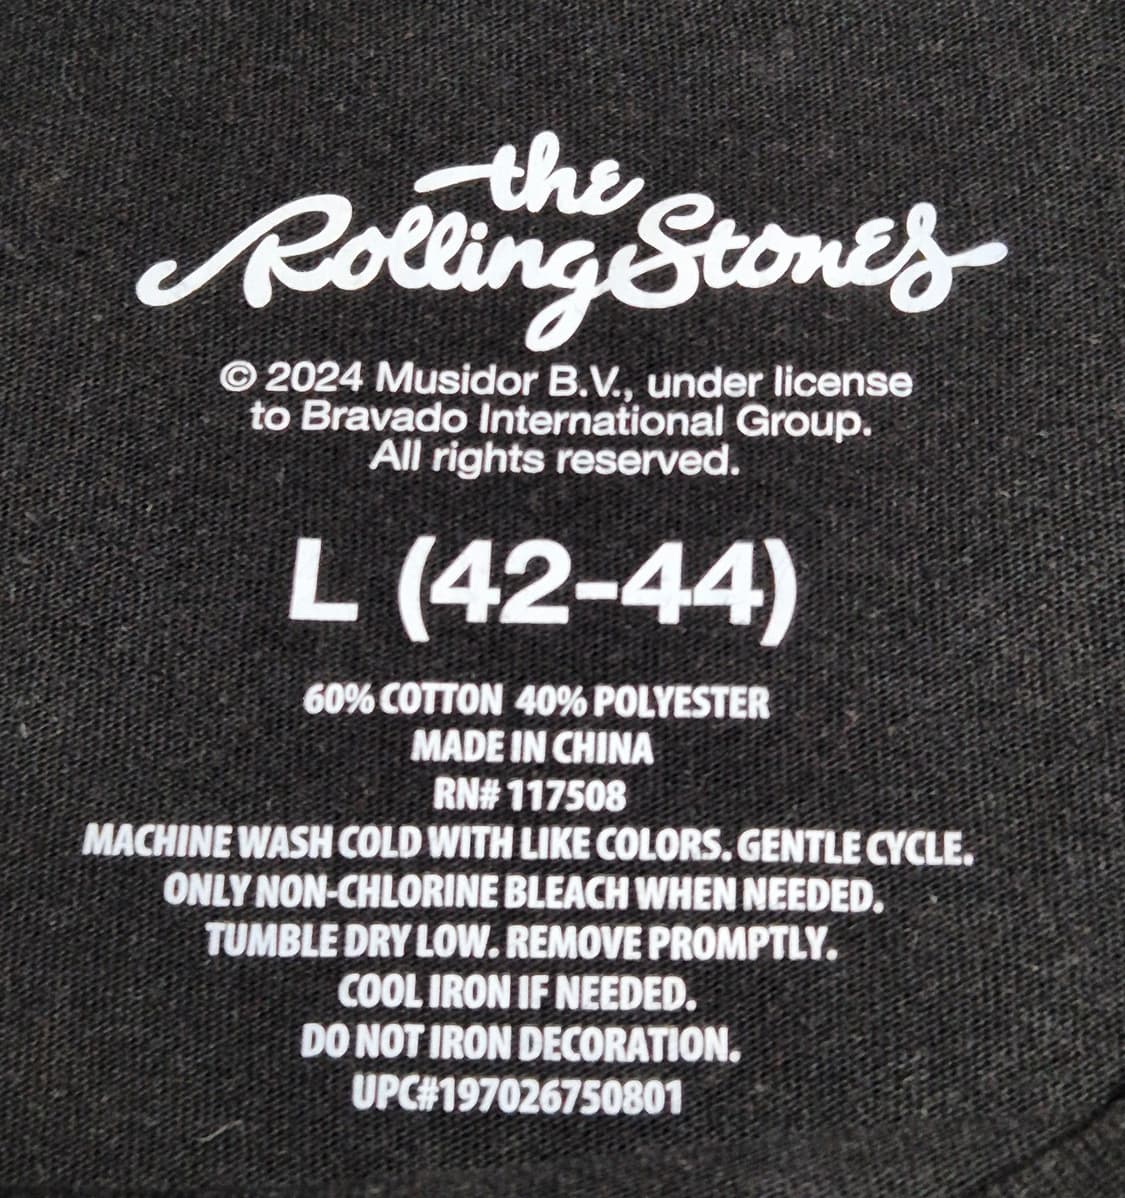 the
Rolling Stones
© 2024 Musidor B.V., under license
to Bravado International Group.
All rights reserved.
L (42-44)
60% COTTON 40% POLYESTER
MADE IN CHINA
RN# 117508
MACHINE WASH COLD WITH LIKE COLORS. GENTLE CYCLE.
ONLY NON-CHLORINE BLEACH WHEN NEEDED.
TUMBLE DRY LOW. REMOVE PROMPTLY.
COOL IRON IF NEEDED.
DO NOT IRON DECORATION.
UPC#197026750801